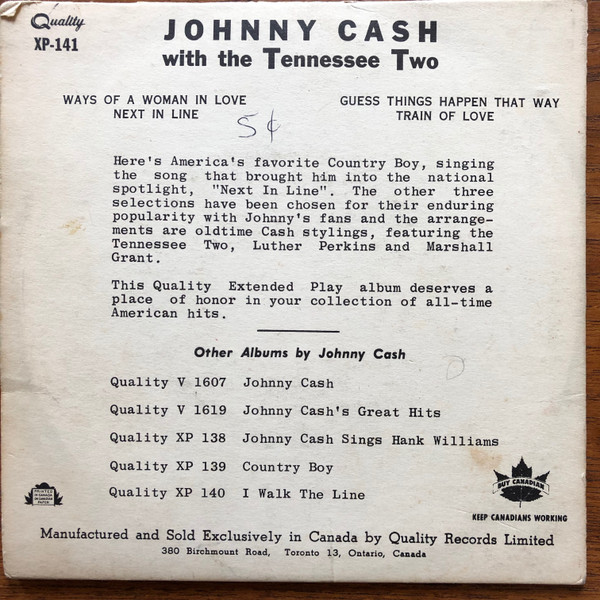 Quality
XP-141
JOHNNY CASH
with the Tennessee Two
WAYS OF A WOMAN IN LOVE
NEXT IN LINE
GUESS THINGS HAPPEN THAT WAY
TRAIN OF LOVE
5¢
Here's America's favorite Country Boy, singing
the song that brought him into the national
spotlight, "Next In Line". The other three
selections have been chosen for their enduring
popularity with Johnny's fans and the arrange-
ments are oldtime Cash stylings, featuring the
Tennessee Two, Luther Perkins and Marshall
Grant.
This Quality Extended Play album deserves a
place of honor in your collection of all-time
American hits.
Other Albums by Johnny Cash
Quality V 1607 Johnny Cash
Quality V 1619 Johnny Cash's Great Hits
Quality XP 138 Johnny Cash Sings Hank Williams
Quality XP 139 Country Boy
Quality XP 140 I Walk The Line
PRINTED
IN CANADA
ON CANADIAN
PAPER
BUY CANADIAN
KEEP CANADIANS WORKING
Manufactured and Sold Exclusively in Canada by Quality Records Limited
380 Birchmount Road, Toronto 13, Ontario, Canada